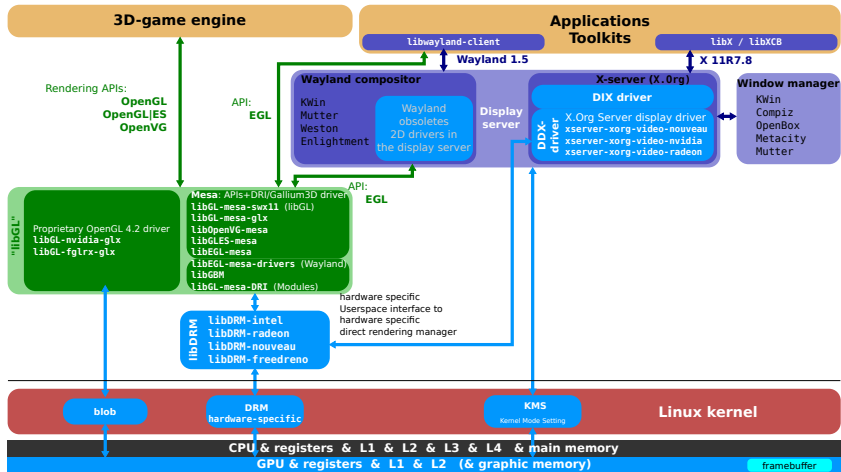 3D-game engine
Applications
Toolkits
libwayland-client
libX / libXCB
Wayland 1.5
X 11R7.8
Rendering APIs:
OpenGL
OpenGL|ES
OpenVG
API:
EGL
Wayland compositor
KWin
Mutter
Weston
Enlightment
Wayland
obsoletes
2D drivers in
the display server
Display
server
X-server (X.Org)
DIX driver
DDX-
driver
X.Org Server display driver
xserver-xorg-video-nouveau
xserver-xorg-video-nvidia
xserver-xorg-video-radeon
Window manager
KWin
Compiz
OpenBox
Metacity
Mutter
API:
EGL
"libGL"
Proprietary OpenGL 4.2 driver
libGL-nvidia-glx
libGL-fglrx-glx
Mesa: APIs+DRI/Gallium3D driver
libGL-mesa-swx11 (libGL)
libGL-mesa-glx
libOpenVG-mesa
libGLES-mesa
libEGL-mesa
libEGL-mesa-drivers (Wayland)
libGBM
libGL-mesa-DRI (Modules)
libDRM
libDRM-intel
libDRM-radeon
libDRM-nouveau
libDRM-freedreno
hardware specific
Userspace interface to
hardware specific
direct rendering manager
blob
DRM
hardware-specific
KMS
Kernel Mode Setting
Linux kernel
CPU & registers & L1 & L2 & L3 & L4 & main memory
GPU & registers & L1 & L2 (& graphic memory)
framebuffer